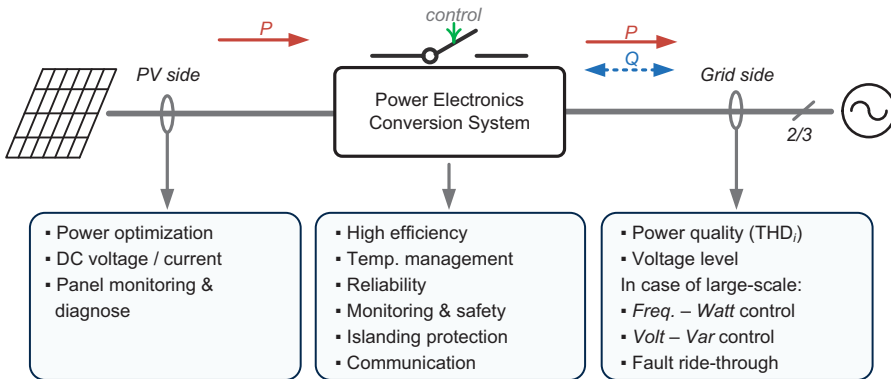 control
P
P
Q
PV side
Grid side
Power Electronics
Conversion System
2/3
▪ Power optimization
▪ DC voltage / current
▪ Panel monitoring &
diagnose
▪ High efficiency
▪ Temp. management
▪ Reliability
▪ Monitoring & safety
▪ Islanding protection
▪ Communication
▪ Power quality (THDi)
▪ Voltage level
In case of large-scale:
▪ Freq. – Watt control
▪ Volt – Var control
▪ Fault ride-through